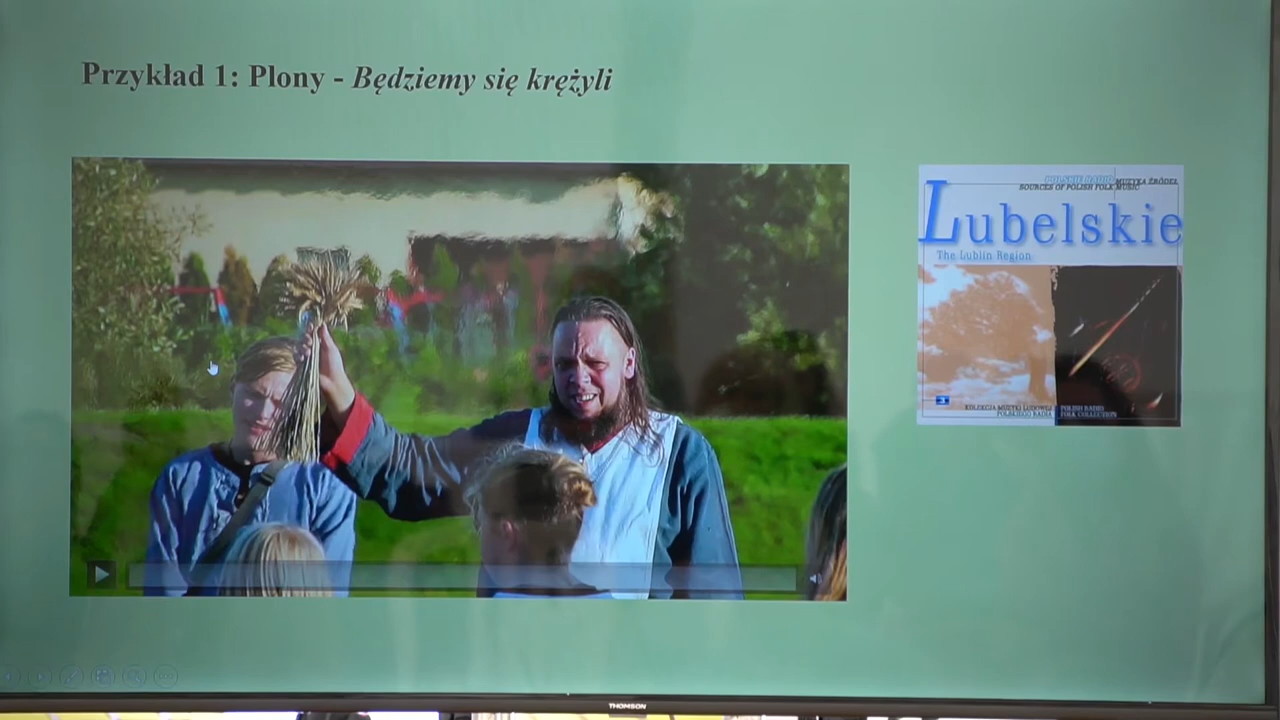 Przykład 1: Plony - Będziemy się krężyli
POLSKIE RADIO MUZYKA ŹRÓDEŁ
SOURCES OF POLISH FOLK MUSIC
Lubelskie
The Lublin Region
KOLEKCJA MUZYKI LUDOWEJ
POLSKIEGO RADIA
POLISH RADIO
FOLK COLLECTION
THOMSON